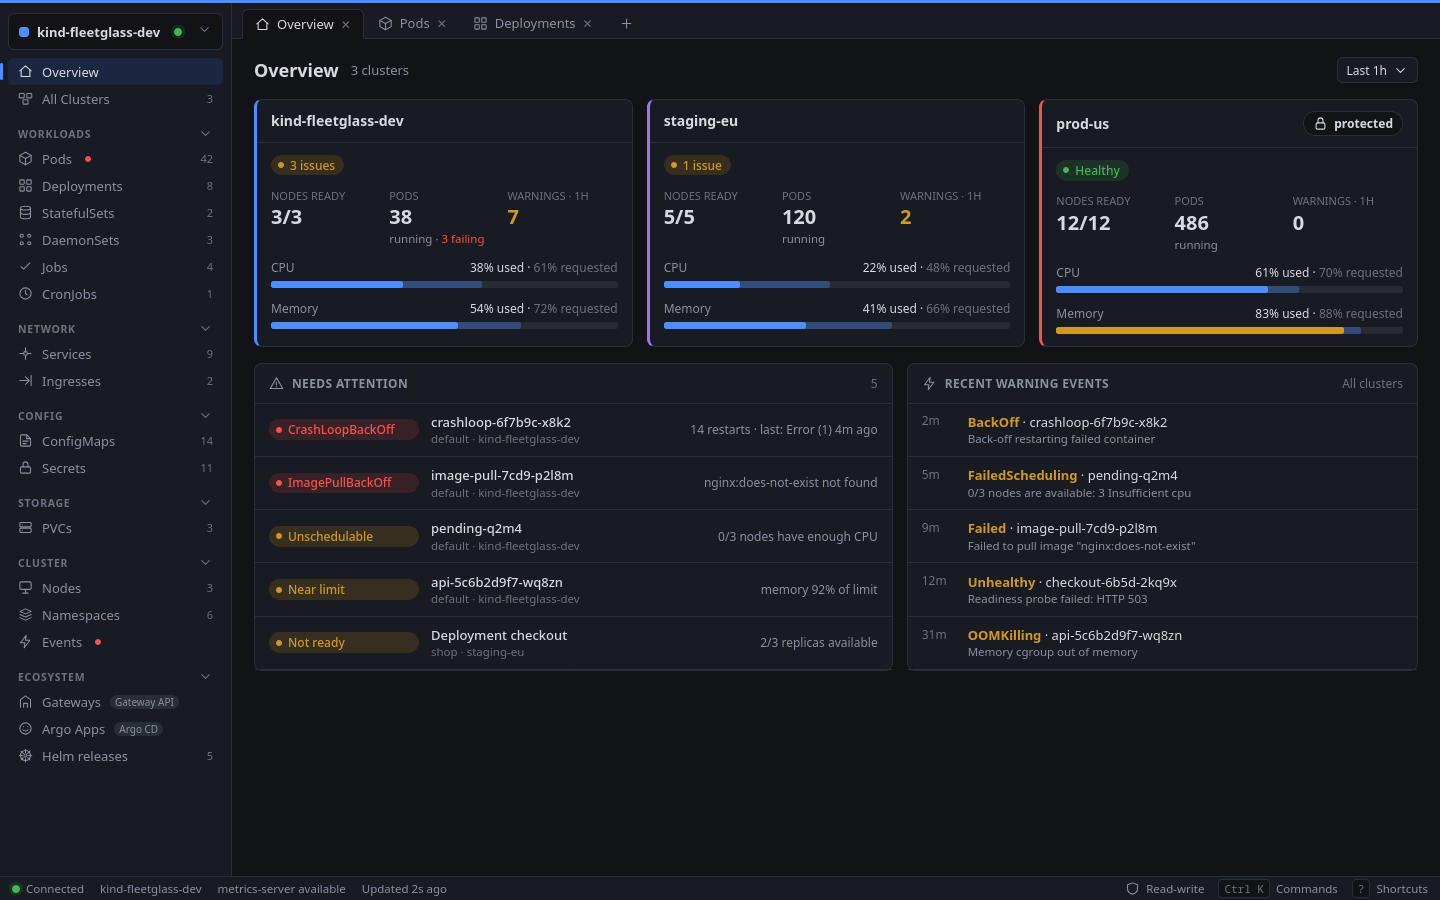 kind-fleetglass-dev
Overview
All Clusters 3
WORKLOADS
Pods 42
Deployments 8
StatefulSets 2
DaemonSets 3
Jobs 4
CronJobs 1
NETWORK
Services 9
Ingresses 2
CONFIG
ConfigMaps 14
Secrets 11
STORAGE
PVCs 3
CLUSTER
Nodes 3
Namespaces 6
Events
ECOSYSTEM
Gateways Gateway API
Argo Apps Argo CD
Helm releases 5
Overview × Pods × Deployments × +
Overview 3 clusters Last 1h
kind-fleetglass-dev
3 issues
NODES READY PODS WARNINGS · 1H
3/3 38 7
running · 3 failing
CPU 38% used · 61% requested
Memory 54% used · 72% requested
staging-eu
1 issue
NODES READY PODS WARNINGS · 1H
5/5 120 2
running
CPU 22% used · 48% requested
Memory 41% used · 66% requested
prod-us protected
Healthy
NODES READY PODS WARNINGS · 1H
12/12 486 0
running
CPU 61% used · 70% requested
Memory 83% used · 88% requested
NEEDS ATTENTION 5
CrashLoopBackOff crashloop-6f7b9c-x8k2 14 restarts · last: Error (1) 4m ago
default · kind-fleetglass-dev
ImagePullBackOff image-pull-7cd9-p2l8m nginx:does-not-exist not found
default · kind-fleetglass-dev
Unschedulable pending-q2m4 0/3 nodes have enough CPU
default · kind-fleetglass-dev
Near limit api-5c6b2d9f7-wq8zn memory 92% of limit
default · kind-fleetglass-dev
Not ready Deployment checkout 2/3 replicas available
shop · staging-eu
RECENT WARNING EVENTS All clusters
2m BackOff · crashloop-6f7b9c-x8k2
Back-off restarting failed container
5m FailedScheduling · pending-q2m4
0/3 nodes are available: 3 Insufficient cpu
9m Failed · image-pull-7cd9-p2l8m
Failed to pull image "nginx:does-not-exist"
12m Unhealthy · checkout-6b5d-2kq9x
Readiness probe failed: HTTP 503
31m OOMKilling · api-5c6b2d9f7-wq8zn
Memory cgroup out of memory
Connected kind-fleetglass-dev metrics-server available Updated 2s ago Read-write Ctrl K Commands ? Shortcuts